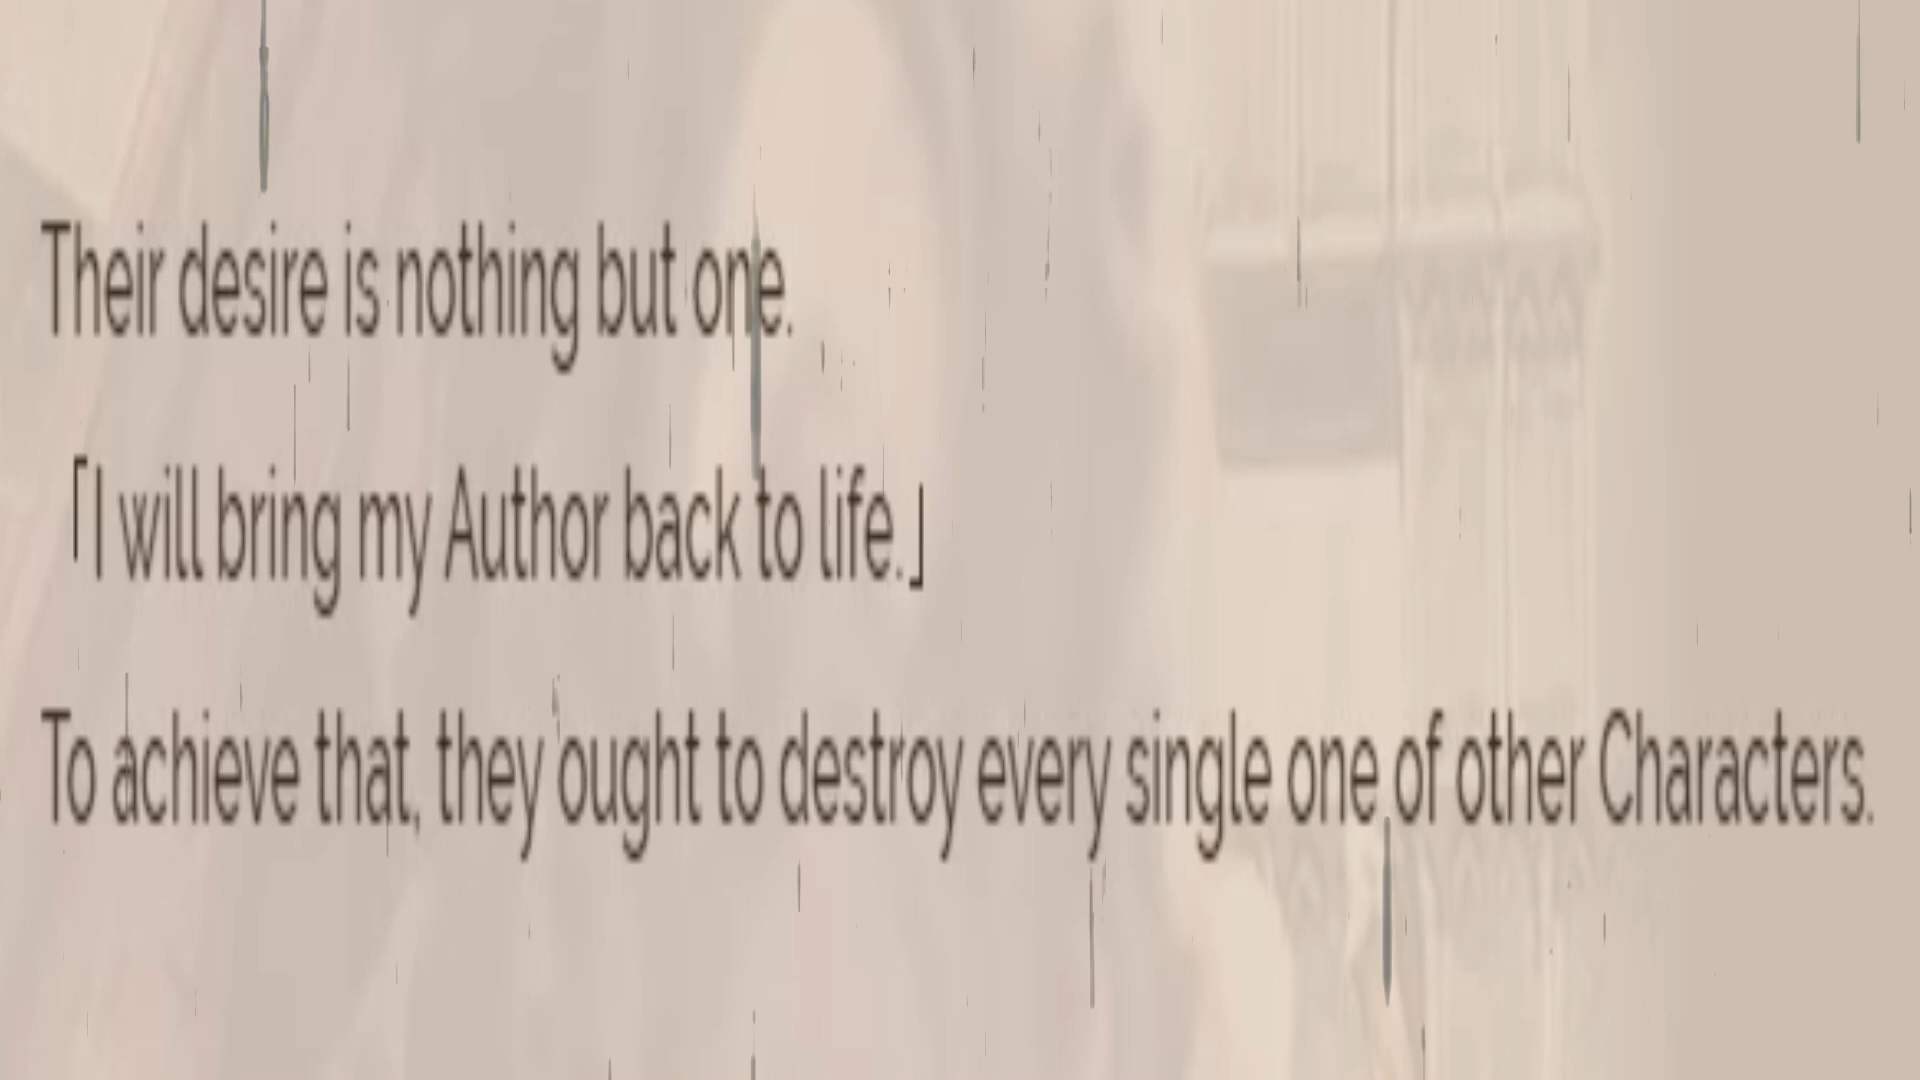 Their desire is nothing but one.
「I will bring my Author back to life.」
To achieve that, they ought to destroy every single one of other Characters.